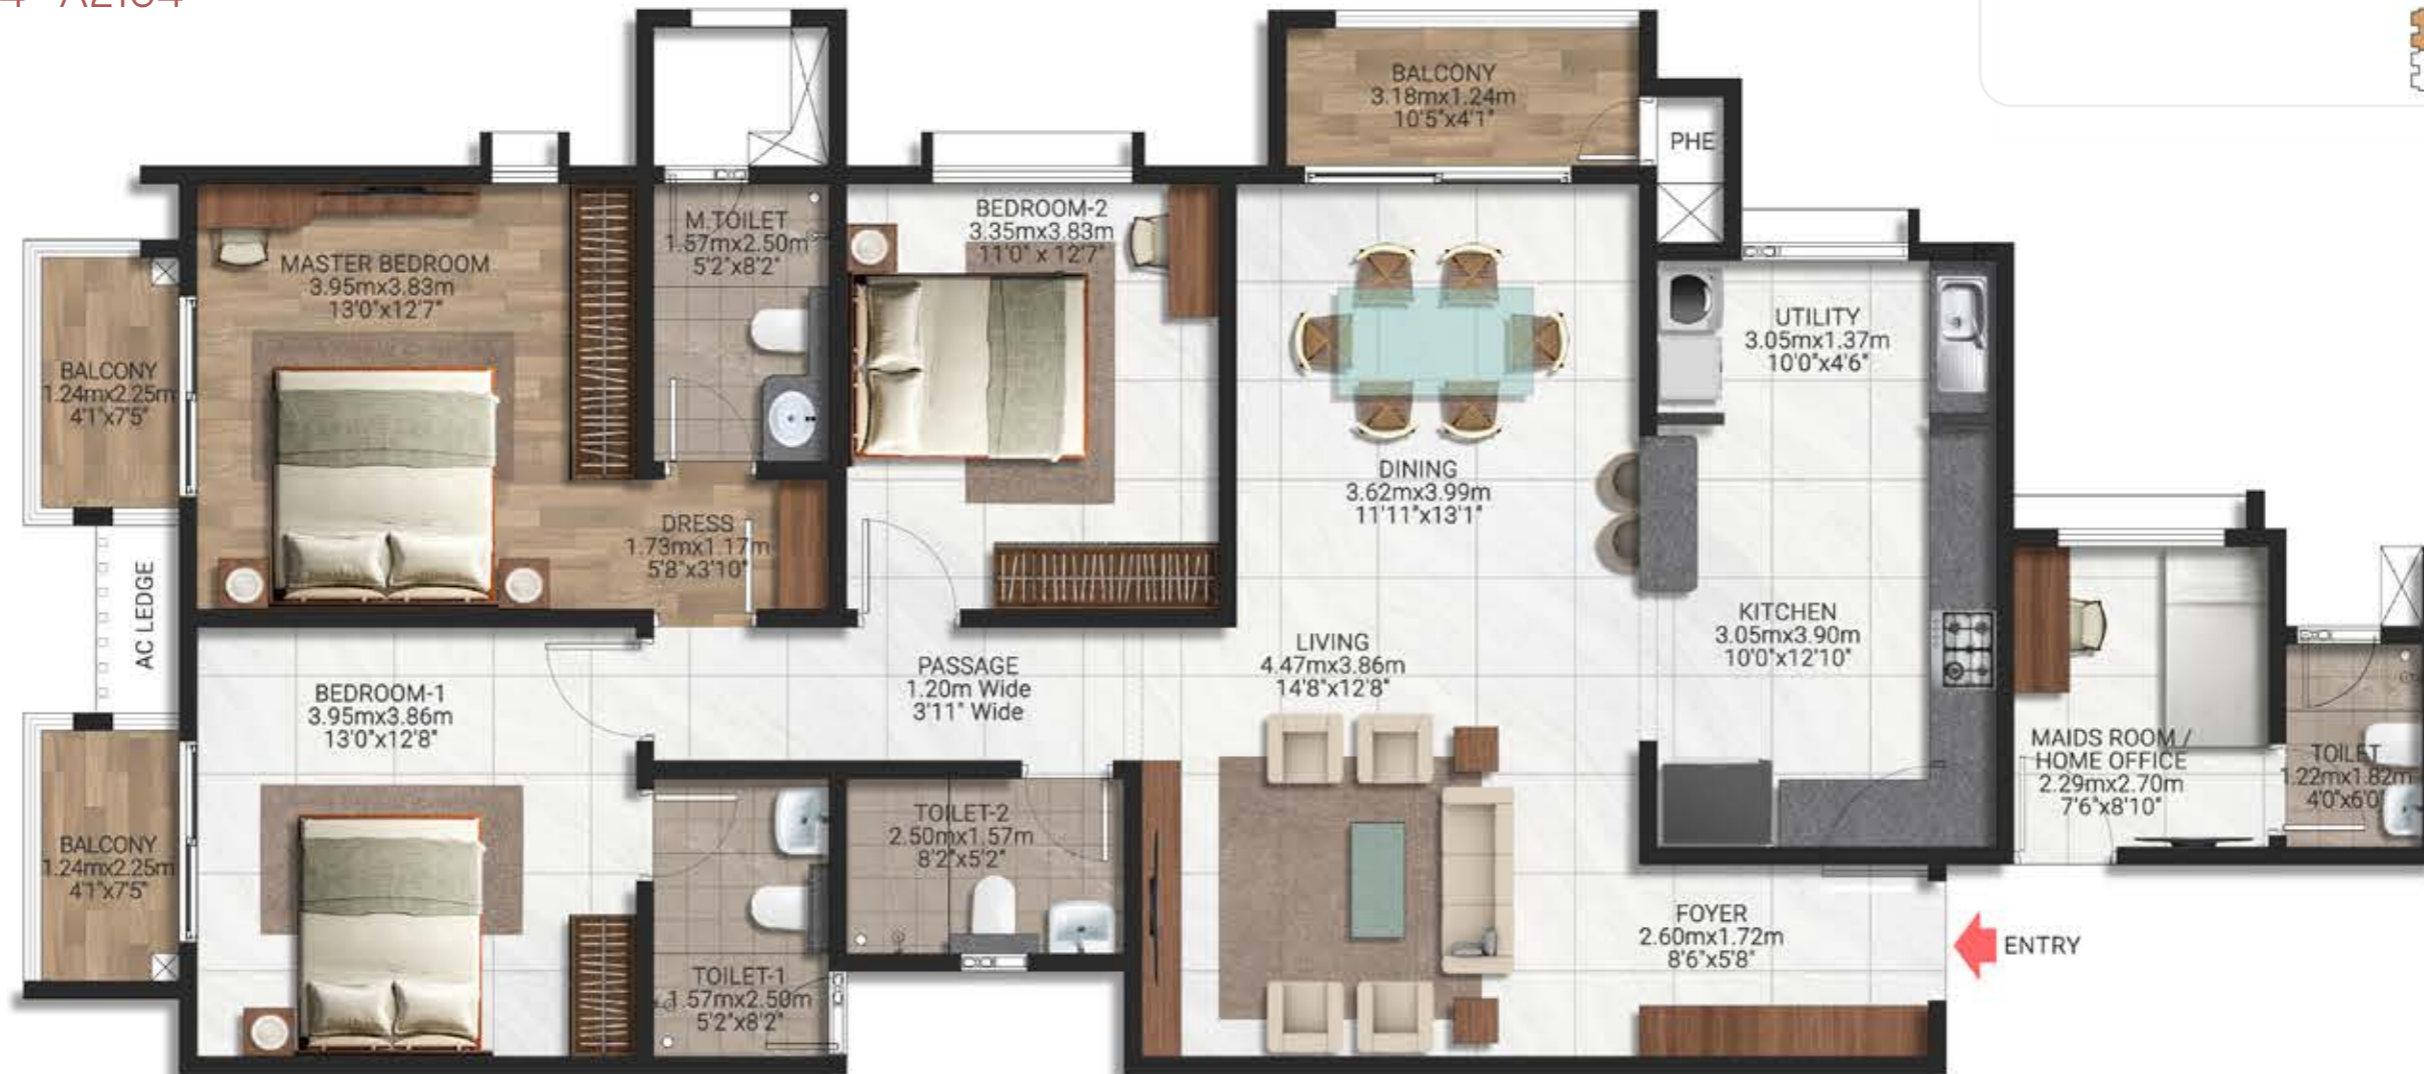 BALCONY
3.18mx1.24m
10'5"x4'1"
PHE
M.TOILET
1.57mx2.50m
5'2"x8'2"
BEDROOM-2
3.35mx3.83m
11'0" x 12'7"
MASTER BEDROOM
3.95mx3.83m
13'0"x12'7"
UTILITY
3.05mx1.37m
10'0"x4'6"
BALCONY
1.24mx2.25m
4'1"x7'5"
DINING
3.62mx3.99m
11'11"x13'1"
DRESS
1.73mx1.17m
5'8"x3'10"
AC LEDGE
KITCHEN
3.05mx3.90m
10'0"x12'10"
LIVING
4.47mx3.86m
14'8"x12'8"
PASSAGE
1.20m Wide
3'11" Wide
BEDROOM-1
3.95mx3.86m
13'0"x12'8"
MAIDS ROOM /
HOME OFFICE
2.29mx2.70m
7'6"x8'10"
TOILET
1.22mx1.82m
4'0"x6'0"
TOILET-2
2.50mx1.57m
8'2"x5'2"
BALCONY
1.24mx2.25m
4'1"x7'5"
FOYER
2.60mx1.72m
8'6"x5'8"
ENTRY
TOILET-1
1.57mx2.50m
5'2"x8'2"